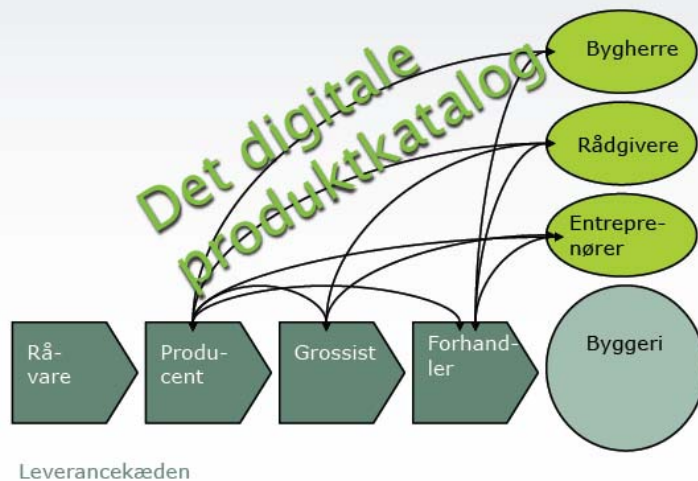 Det digitale
produktkatalog
Bygherre
Rådgivere
Entrepre-
nører
Rå-
vare
Produ-
cent
Grossist
Forhand-
ler
Byggeri
Leverancekæden